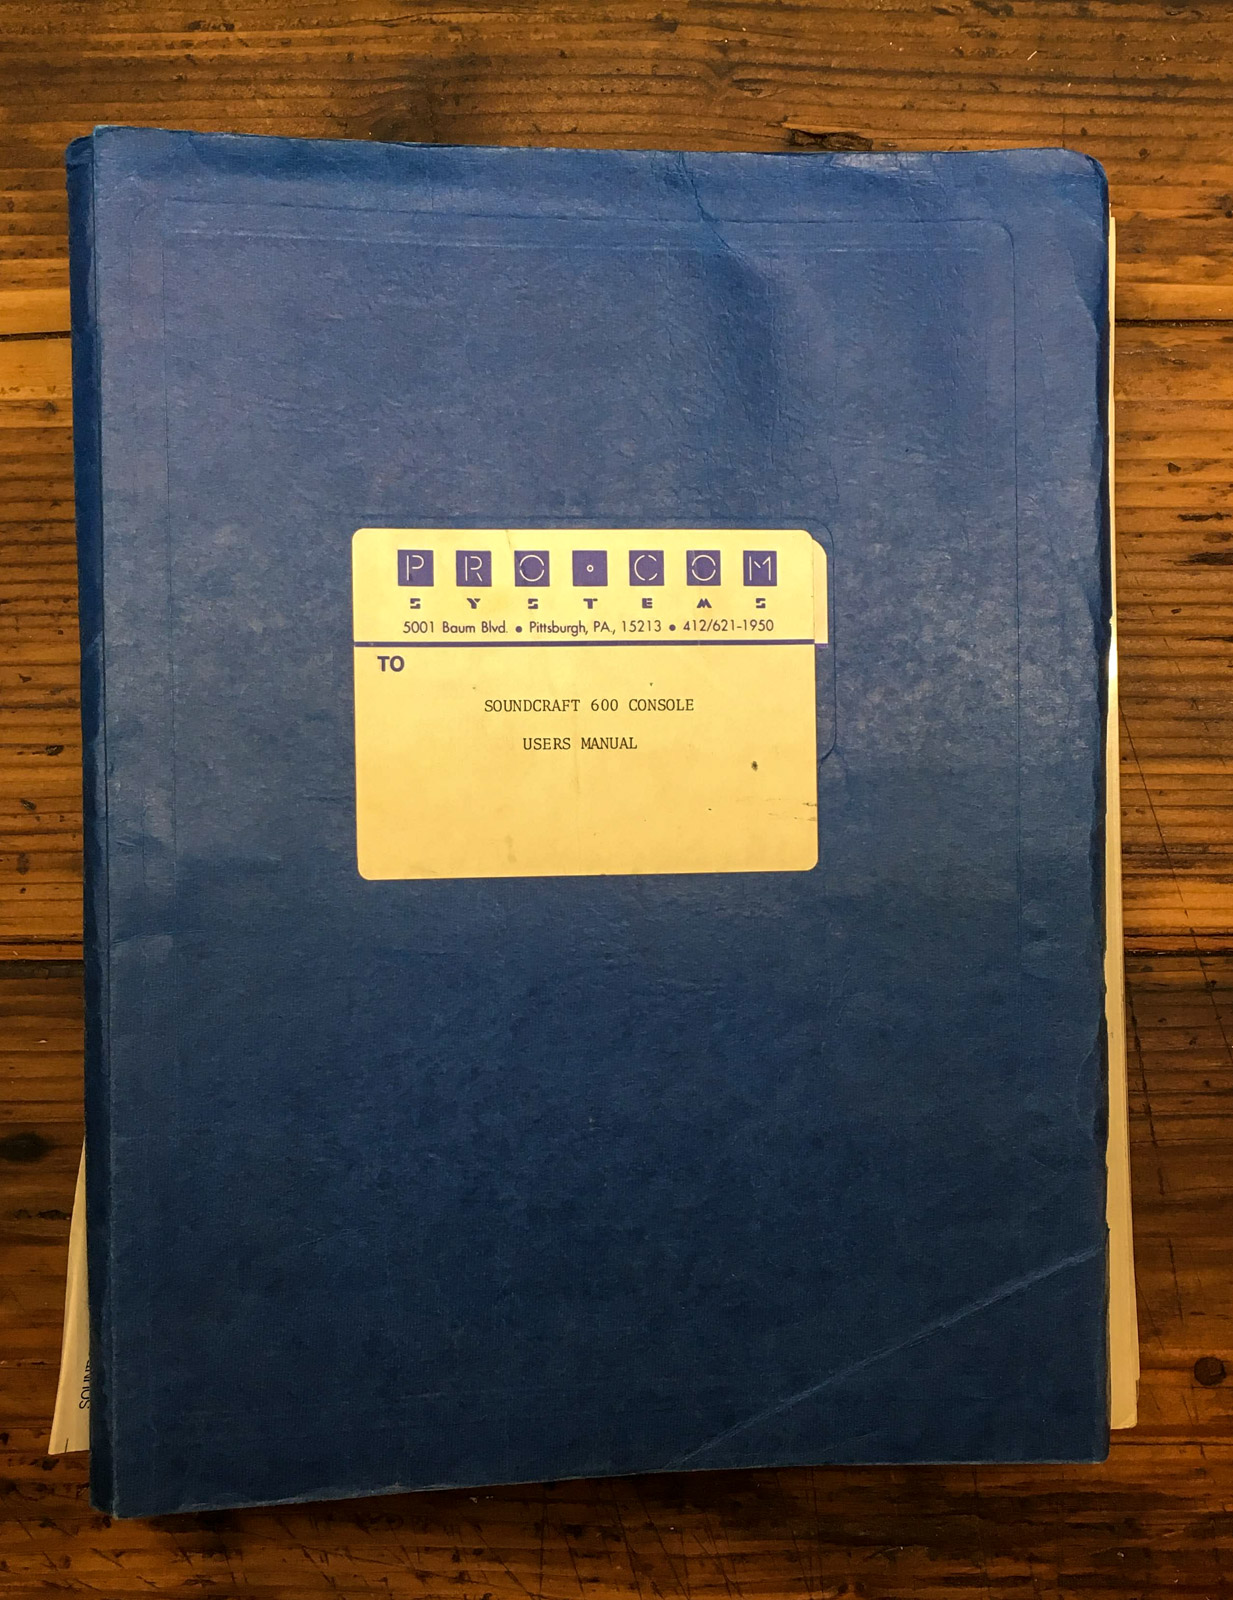 PRO·COM
SYSTEMS
5001 Baum Blvd. • Pittsburgh, PA., 15213 • 412/621-1950
TO
SOUNDCRAFT 600 CONSOLE
USERS MANUAL